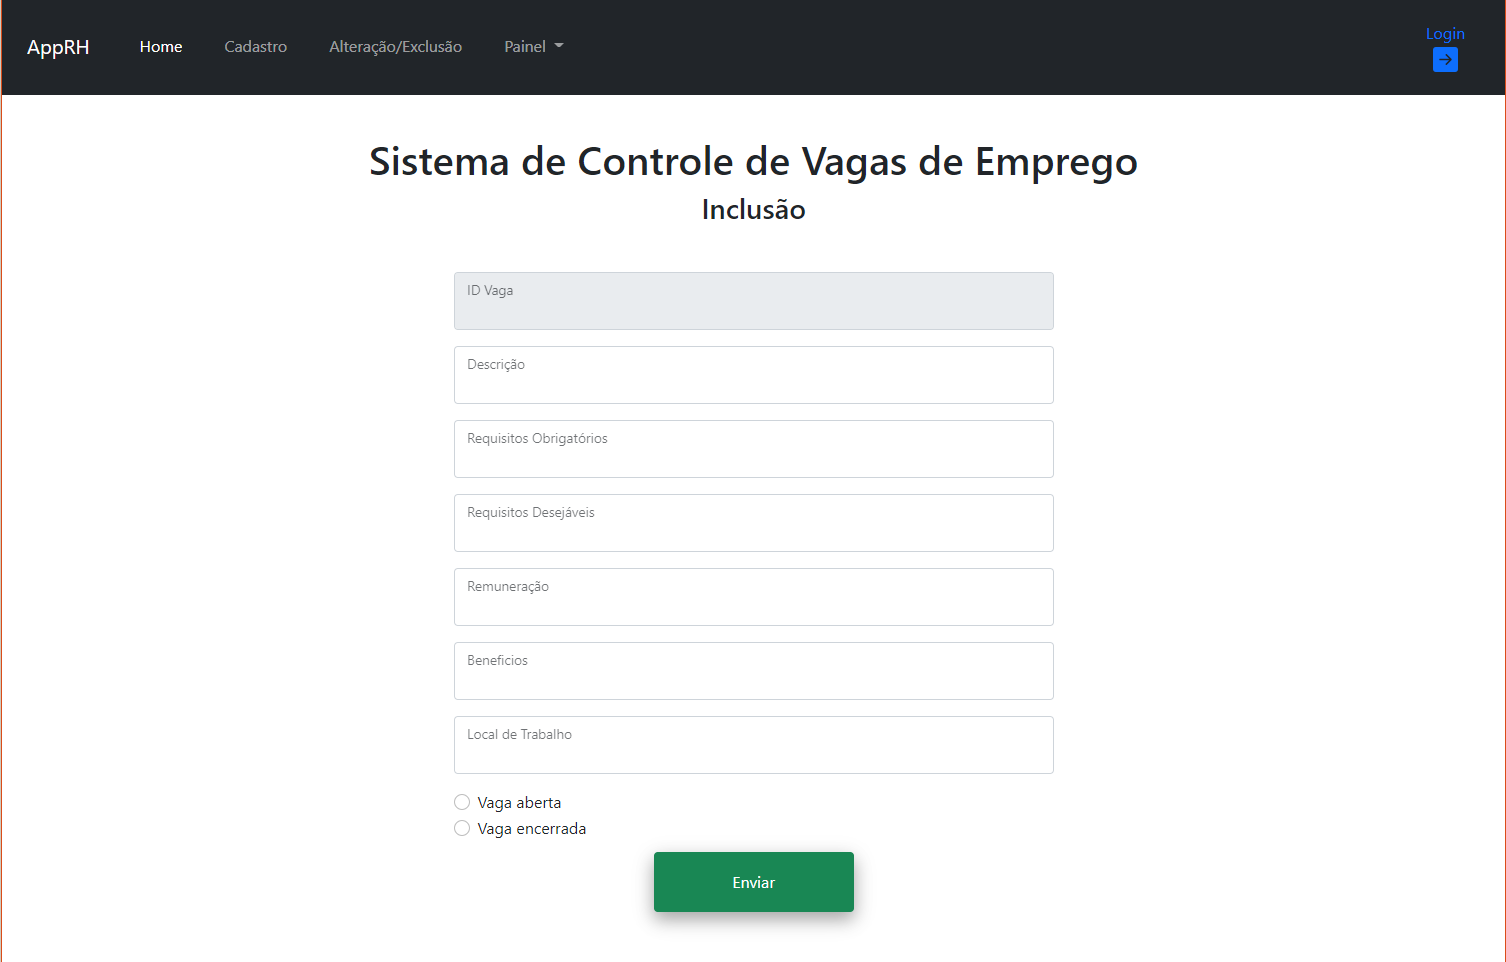 AppRH Home Cadastro Alteração/Exclusão Painel Login
Sistema de Controle de Vagas de Emprego
Inclusão
ID Vaga
Descrição
Requisitos Obrigatórios
Requisitos Desejáveis
Remuneração
Beneficios
Local de Trabalho
Vaga aberta
Vaga encerrada
Enviar